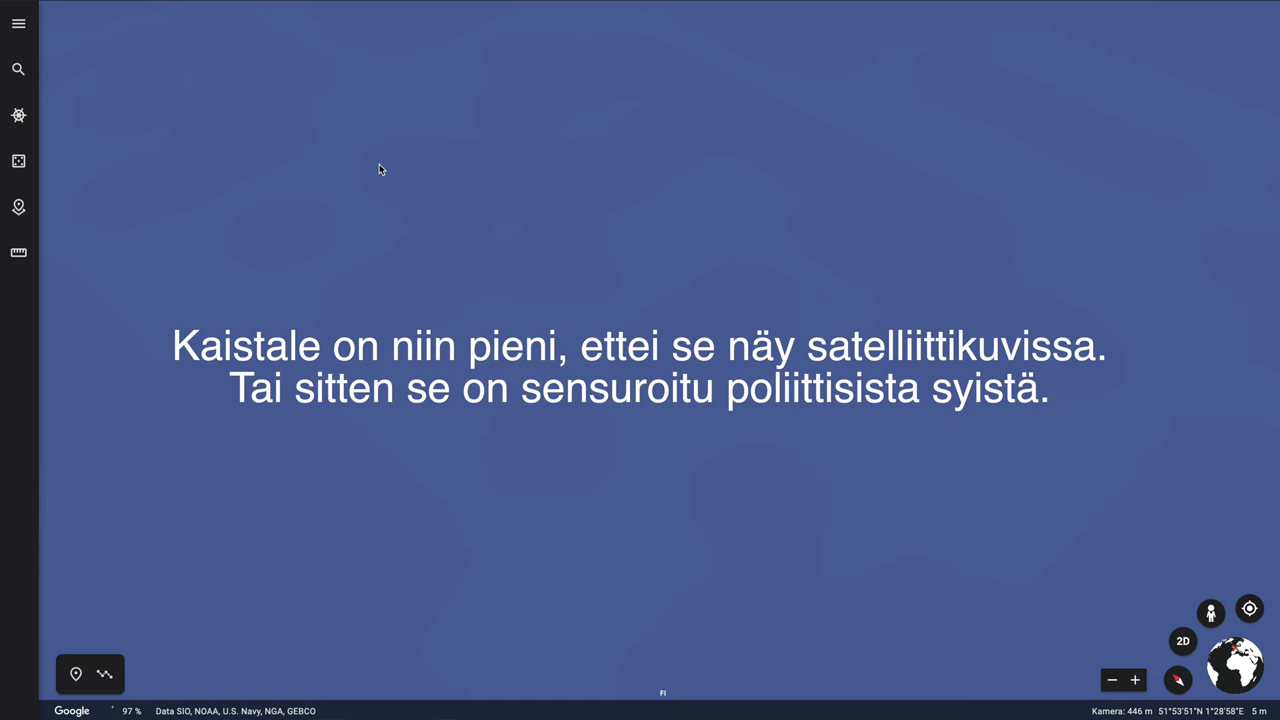 Kaistale on niin pieni, ettei se näy satelliittikuvissa.
Tai sitten se on sensuroitu poliittisista syistä.
2D
FI
Google 97 % Data SIO, NOAA, U.S. Navy, NGA, GEBCO Kamera: 446 m 51°53'51"N 1°28'58"E 5 m